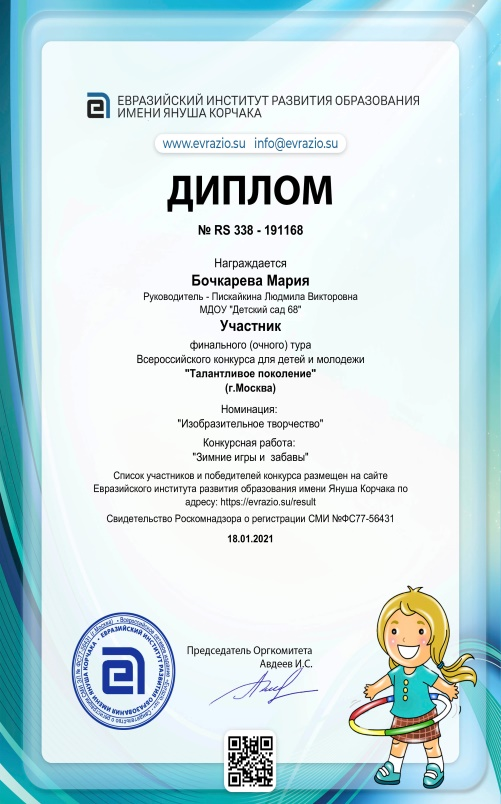 ЕВРАЗИЙСКИЙ ИНСТИТУТ РАЗВИТИЯ ОБРАЗОВАНИЯ
ИМЕНИ ЯНУША КОРЧАКА
www.evrazio.su info@evrazio.su
ДИПЛОМ
№ RS 338 - 191168
Награждается
Бочкарева Мария
Руководитель - Пискайкина Людмила Викторовна
МДОУ "Детский сад 68"
Участник
финального (очного) тура
Всероссийского конкурса для детей и молодежи
"Талантливое поколение"
(г.Москва)
Номинация:
"Изобразительное творчество"
Конкурсная работа:
"Зимние игры и забавы"
Список участников и победителей конкурса размещен на сайте
Евразийского института развития образования имени Януша Корчака по
адресу: https://evrazio.su/result
Свидетельство Роскомнадзора о регистрации СМИ №ФС77-56431
18.01.2021
Председатель Оргкомитета
Авдеев И.С.
ЕВРАЗИЙСКИЙ ИНСТИТУТ РАЗВИТИЯ ОБРАЗОВАНИЯ ИМЕНИ ЯНУША КОРЧАКА